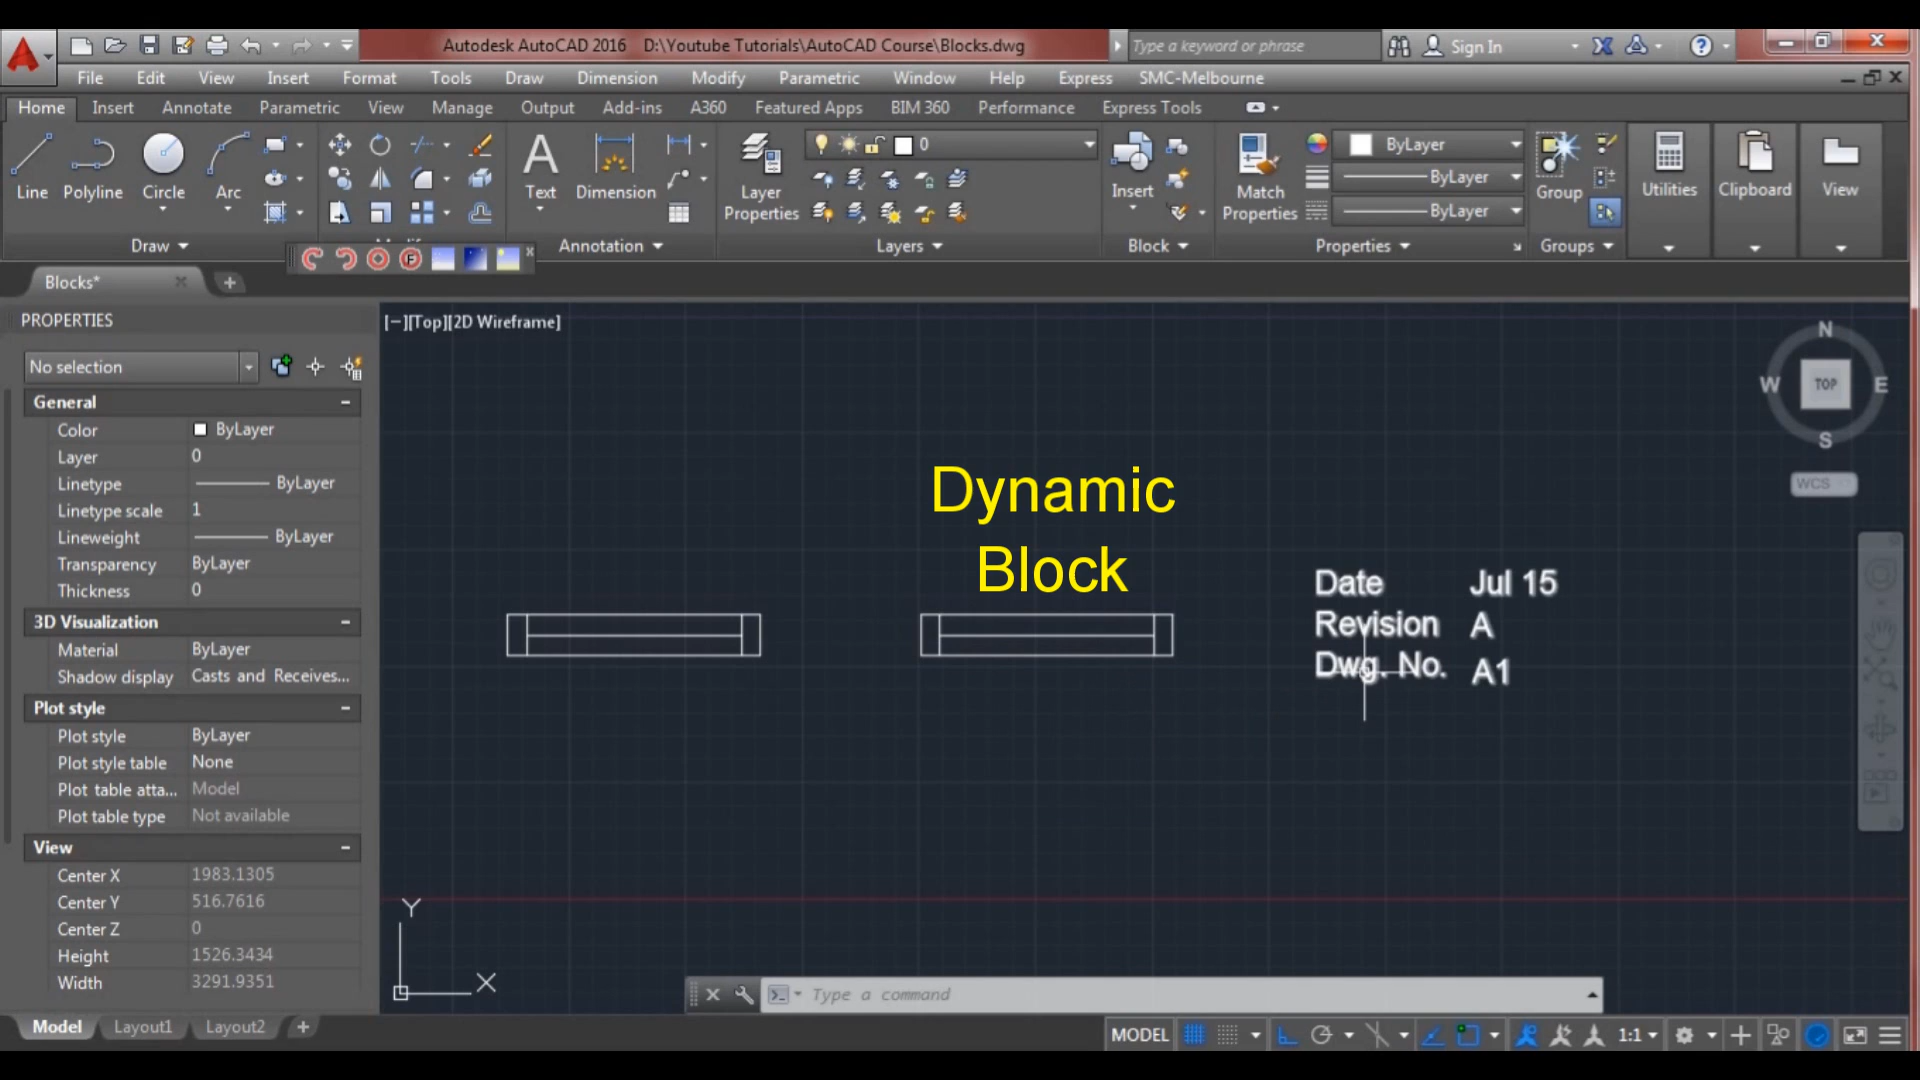 Autodesk AutoCAD 2016 D:\Youtube Tutorials\AutoCAD Course\Blocks.dwg
Type a keyword or phrase
Sign In
File Edit View Insert Format Tools Draw Dimension Modify Parametric Window Help Express SMC-Melbourne
Home Insert Annotate Parametric View Manage Output Add-ins A360 Featured Apps BIM 360 Performance Express Tools
0
ByLayer
ByLayer
ByLayer
Line Polyline Circle Arc
Text Dimension
Layer Properties
Insert
Match Properties
Group
Utilities
Clipboard
View
Draw
Annotation
Layers
Block
Properties
Groups
Blocks*
PROPERTIES
No selection
General
Color ByLayer
Layer 0
Linetype ByLayer
Linetype scale 1
Lineweight ByLayer
Transparency ByLayer
Thickness 0
3D Visualization
Material ByLayer
Shadow display Casts and Receives...
Plot style
Plot style ByLayer
Plot style table None
Plot table atta... Model
Plot table type Not available
View
Center X 1983.1305
Center Y 516.7616
Center Z 0
Height 1526.3434
Width 3291.9351
[−][Top][2D Wireframe]
N
W TOP E
S
WCS
Dynamic
Block
Date Jul 15
Revision A
Dwg. No. A1
Y
X
Type a command
Model Layout1 Layout2
MODEL
1:1